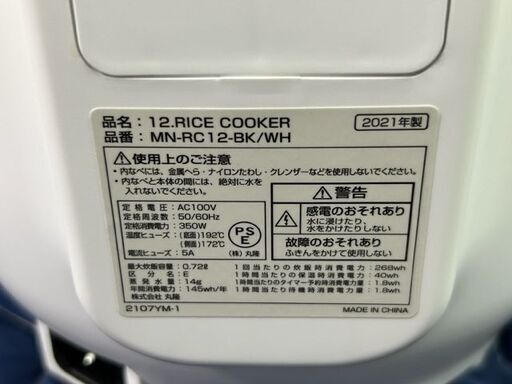 品名：12.RICE COOKER
2021年製
品番：MN-RC12-BK/WH
⚠使用上のご注意
・内なべには、金属へら・ナイロンたわし・クレンザーなどを使用しないでください。
・内なべと本体の間には、絶対に水を
入れないでください。
定格電圧：AC100V
定格周波数：50/60Hz
定格消費電力：350W
温度ヒューズ：(底面)192℃
(側面)172℃
電流ヒューズ：5A
PSE
(株)丸隆
⚠警告
感電のおそれあり
水に浸けたり、
水をかけたりしない
故障のおそれあり
ふきんをかけて使用しない
最大炊飯容量：0.72ℓ
区分名：E
蒸発水量：14g
年間消費電力：145wh/年
株式会社 丸隆
1回当たりの炊飯時消費電力：268wh
1時間当たりの保温時消費電力：40wh
1時間当たりのタイマー予約時消費電力：1.8wh
1時間当たり待機時消費電力：1.8wh
2107YM-1
MADE IN CHINA